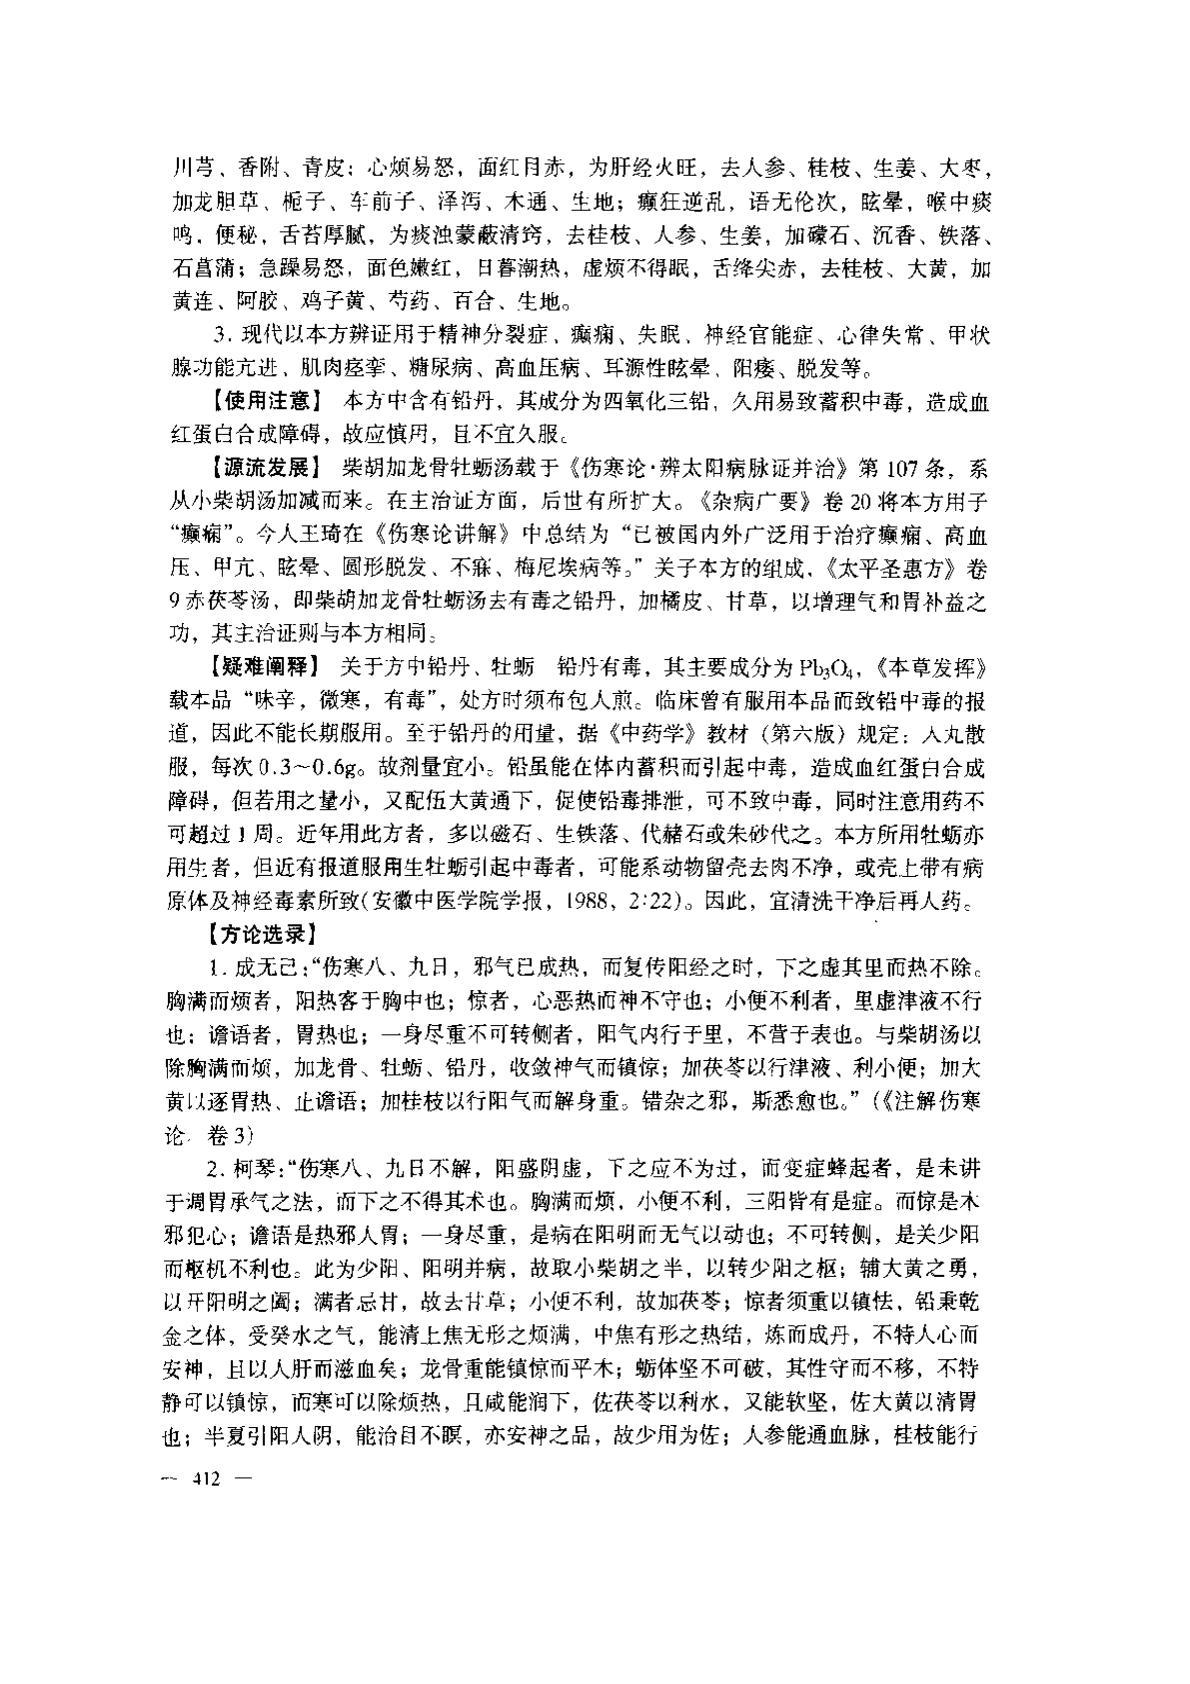 川芎、香附、青皮；心烦易怒，面红目赤，为肝经火旺，去人参、桂枝、生姜、大枣，
加龙胆草、栀子、车前子、泽泻、木通、生地；癫狂逆乱，语无伦次，眩晕，喉中痰
鸣，便秘，舌苔厚腻，为痰浊蒙蔽清窍，去桂枝、人参、生姜，加礞石、沉香、铁落、
石菖蒲；急躁易怒，面色嫩红，日暮潮热，虚烦不得眠，舌绛尖赤，去桂枝、大黄，加
黄连、阿胶、鸡子黄、芍药、百合、生地。
3. 现代以本方辨证用于精神分裂症、癫痫、失眠、神经官能症、心律失常、甲状
腺功能亢进、肌肉痉挛、糖尿病、高血压病、耳源性眩晕、阳痿、脱发等。
【使用注意】 本方中含有铅丹，其成分为四氧化三铅，久用易致蓄积中毒，造成血
红蛋白合成障碍，故应慎用，且不宜久服。
【源流发展】 柴胡加龙骨牡蛎汤载于《伤寒论·辨太阳病脉证并治》第 107 条，系
从小柴胡汤加减而来。在主治证方面，后世有所扩大。《杂病广要》卷 20 将本方用于
“癫痫”。今人王琦在《伤寒论讲解》中总结为“已被国内外广泛用于治疗癫痫、高血
压、甲亢、眩晕、圆形脱发、不寐、梅尼埃病等。”关于本方的组成，《太平圣惠方》卷
9 赤茯苓汤，即柴胡加龙骨牡蛎汤去有毒之铅丹，加橘皮、甘草，以增理气和胃补益之
功，其主治证则与本方相同。
【疑难阐释】 关于方中铅丹、牡蛎　铅丹有毒，其主要成分为 Pb₃O₄，《本草发挥》
载本品“味辛，微寒，有毒”，处方时须布包入煎。临床曾有服用本品而致铅中毒的报
道，因此不能长期服用。至于铅丹的用量，据《中药学》教材（第六版）规定：入丸散
服，每次 0.3～0.6g。故剂量宜小。铅虽能在体内蓄积而引起中毒，造成血红蛋白合成
障碍，但若用之量小，又配伍大黄通下，促使铅毒排泄，可不致中毒，同时注意用药不
可超过 1 周。近年用此方者，多以磁石、生铁落、代赭石或朱砂代之。本方所用牡蛎亦
用生者，但近有报道服用生牡蛎引起中毒者，可能系动物留壳去肉不净，或壳上带有病
原体及神经毒素所致(安徽中医学院学报，1988，2:22)。因此，宜清洗干净后再入药。
【方论选录】
1. 成无己：“伤寒八、九日，邪气已成热，而复传阳经之时，下之虚其里而热不除。
胸满而烦者，阳热客于胸中也；惊者，心恶热而神不守也；小便不利者，里虚津液不行
也；谵语者，胃热也；一身尽重不可转侧者，阳气内行于里，不营于表也。与柴胡汤以
除胸满而烦，加龙骨、牡蛎、铅丹，收敛神气而镇惊；加茯苓以行津液、利小便；加大
黄以逐胃热、止谵语；加桂枝以行阳气而解身重。错杂之邪，斯悉愈也。”（《注解伤寒
论》卷 3）
2. 柯琴：“伤寒八、九日不解，阳盛阴虚，下之应不为过，而变症蜂起者，是未讲
于调胃承气之法，而下之不得其术也。胸满而烦，小便不利，三阳皆有是症。而惊是木
邪犯心；谵语是热邪入胃；一身尽重，是病在阳明而无气以动也；不可转侧，是关少阳
而枢机不利也。此为少阳、阳明并病，故取小柴胡之半，以转少阳之枢；辅大黄之勇，
以开阳明之阖；满者忌甘，故去甘草；小便不利，故加茯苓；惊者须重以镇怯，铅秉乾
金之体，受癸水之气，能清上焦无形之烦满，中焦有形之热结，炼而成丹，不特入心而
安神，且以入肝而滋血矣；龙骨重能镇惊而平木；蛎体坚不可破，其性守而不移，不特
静可以镇惊，而寒可以除烦热，且咸能润下，佐茯苓以利水，又能软坚，佐大黄以清胃
也；半夏引阳入阴，能治目不瞑，亦安神之品，故少用为佐；人参能通血脉，桂枝能行
— 412 —